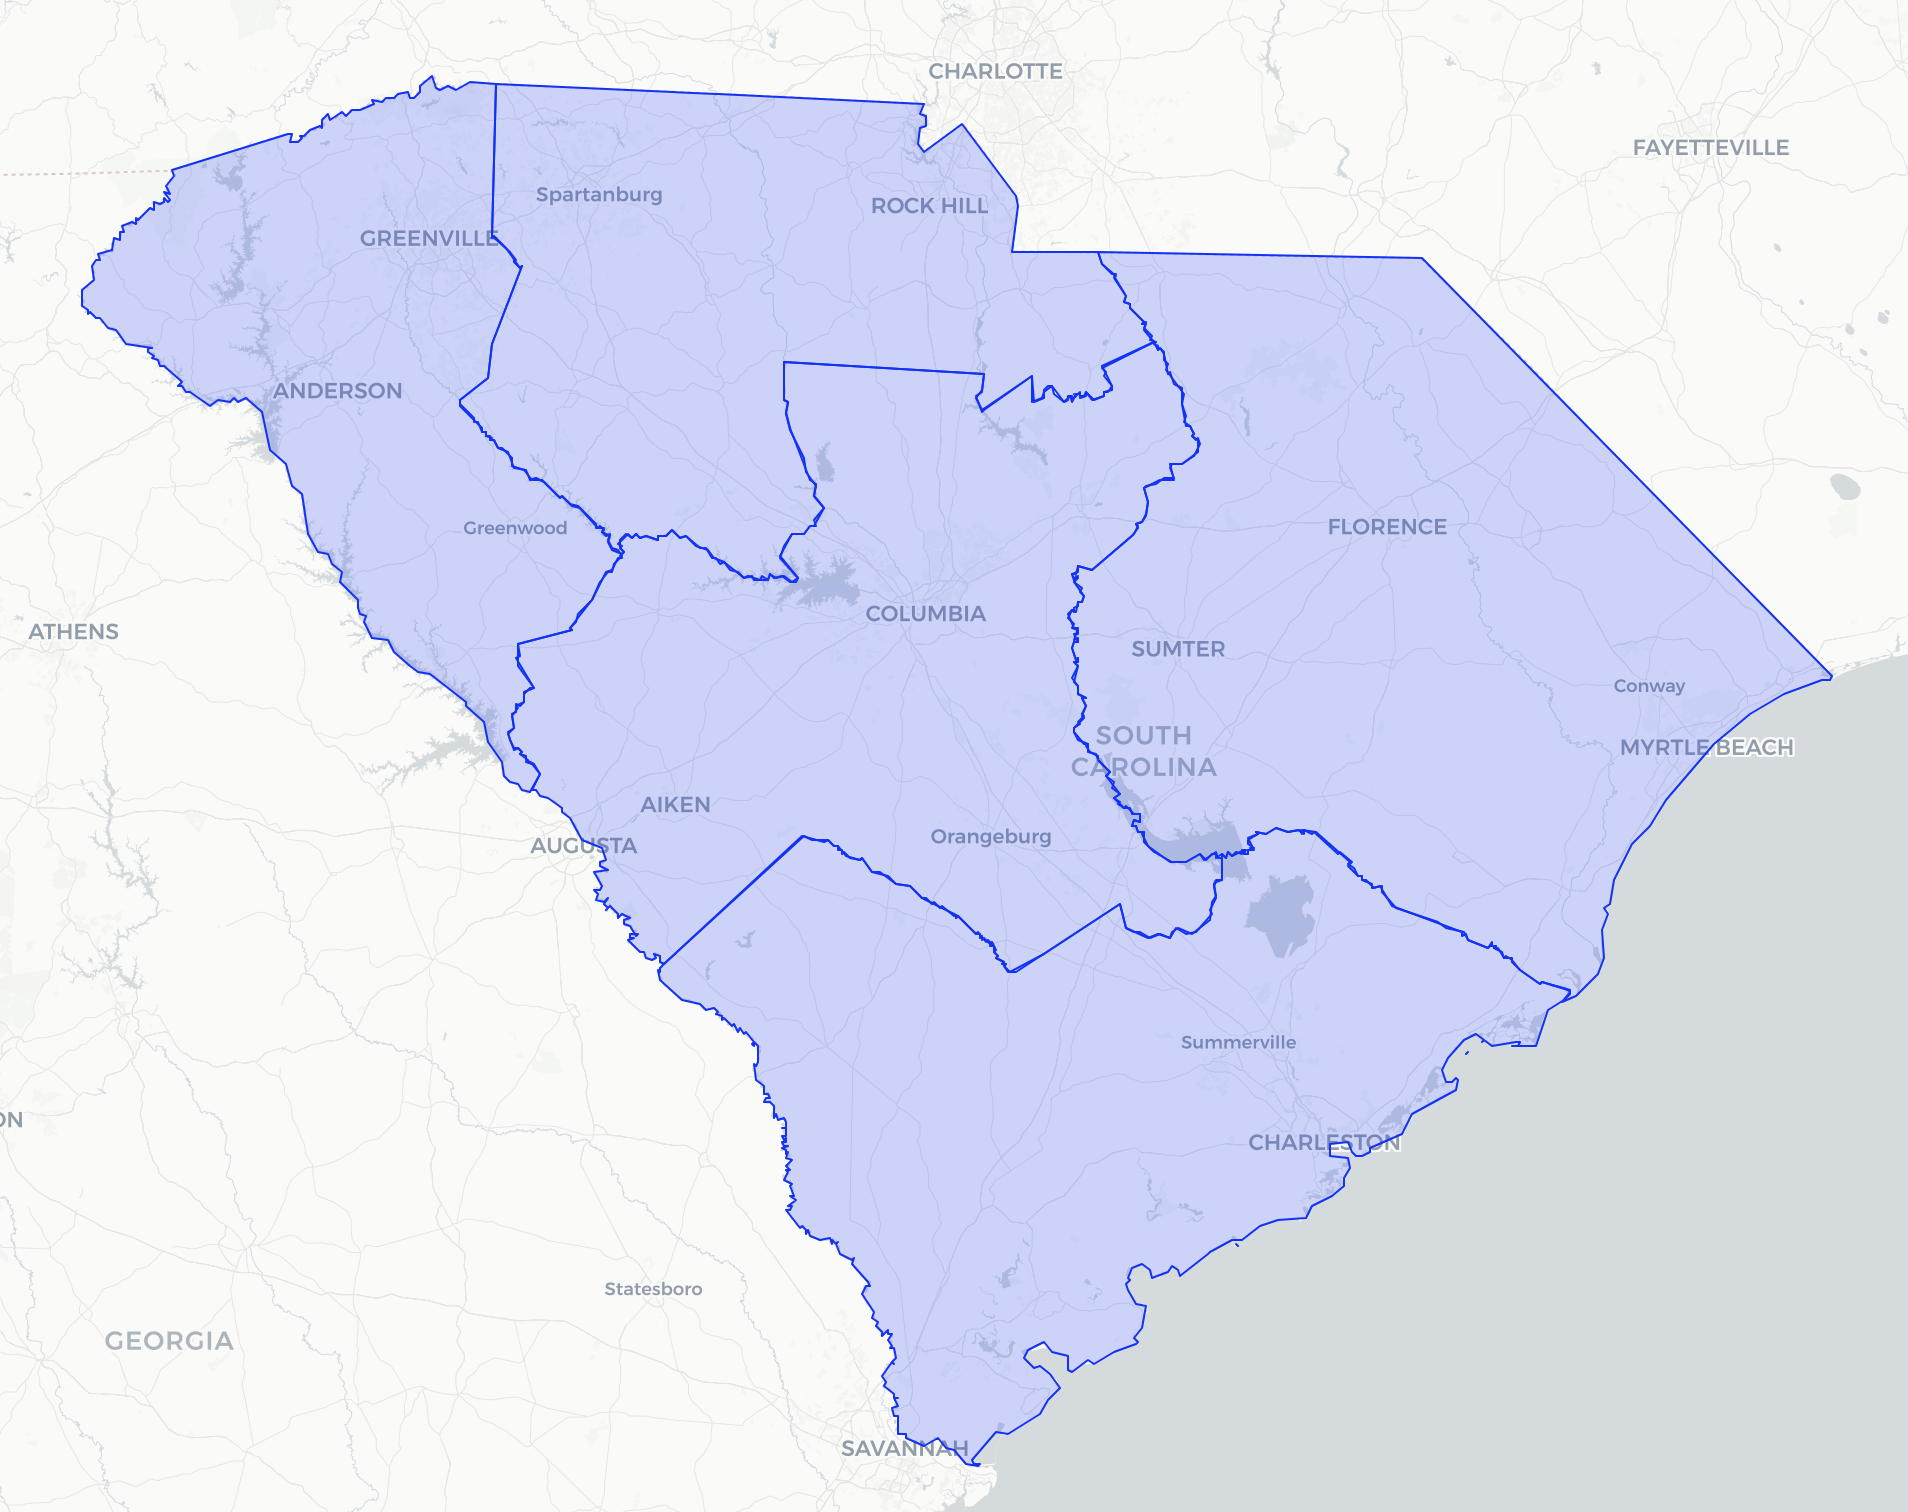 CHARLOTTE
FAYETTEVILLE
Spartanburg
ROCK HILL
GREENVILLE
ANDERSON
Greenwood
FLORENCE
COLUMBIA
ATHENS
SUMTER
Conway
SOUTH
CAROLINA
MYRTLE BEACH
AIKEN
Orangeburg
AUGUSTA
Summerville
ON
CHARLESTON
Statesboro
GEORGIA
SAVANNAH